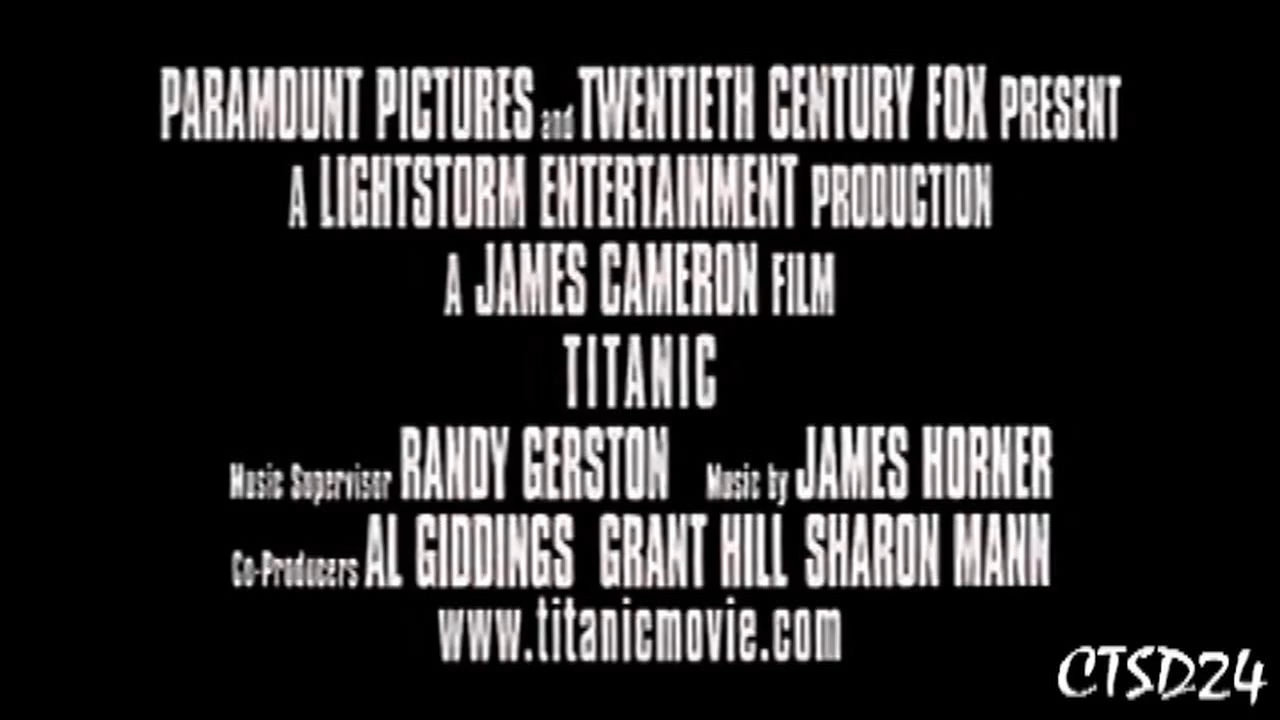 PARAMOUNT PICTURES and TWENTIETH CENTURY FOX PRESENT
A LIGHTSTORM ENTERTAINMENT PRODUCTION
A JAMES CAMERON FILM
TITANIC
Music Supervisor RANDY GERSTON Music by JAMES HORNER
Co-Producers AL GIDDINGS GRANT HILL SHARON MANN
www.titanicmovie.com
CTSD24